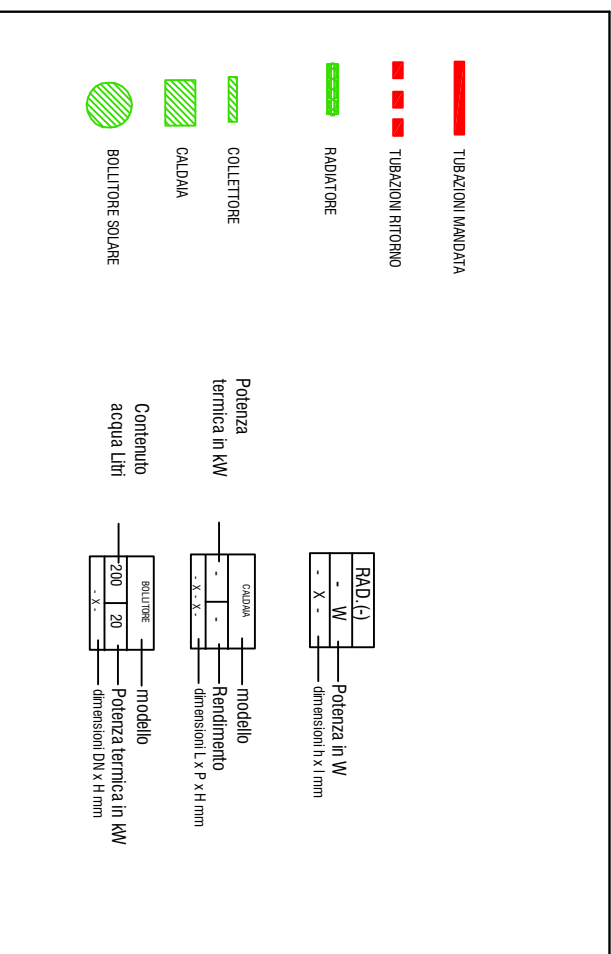 TUBAZIONI MANDATA
TUBAZIONI RITORNO
RADIATORE
COLLETTORE
CALDAIA
BOLLITORE SOLARE
RAD.(-)
- W
- X -
Potenza in W
dimensioni h x l mm
Potenza
termica in kW
CALDAIA
- -
- X - X -
modello
Rendimento
dimensioni L x P x H mm
Contenuto
acqua Litri
BOLLITORE
200 20
- X -
modello
Potenza termica in kW
dimensioni DN x H mm